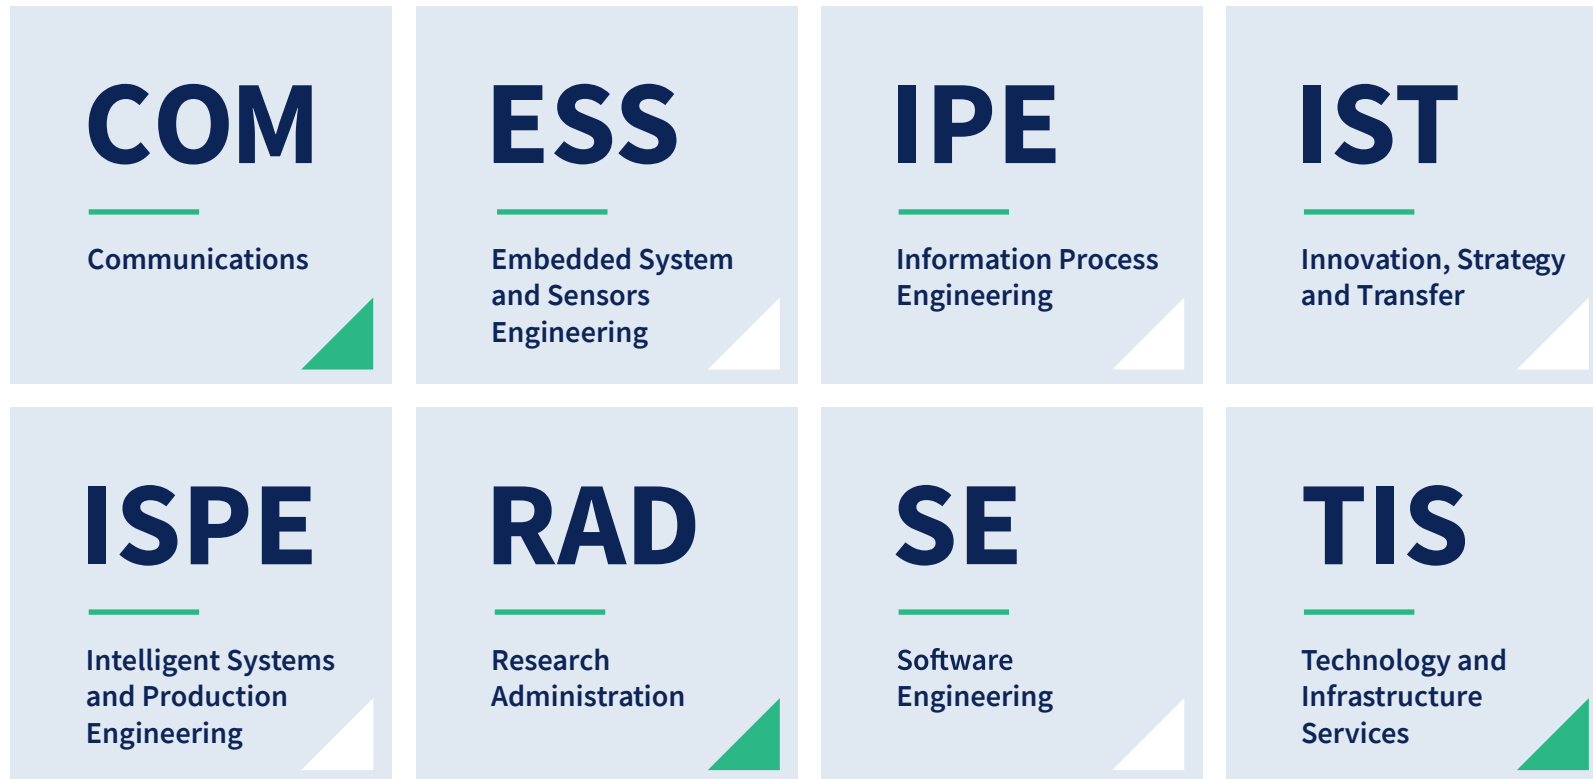 COM
Communications
ESS
Embedded System
and Sensors
Engineering
IPE
Information Process
Engineering
IST
Innovation, Strategy
and Transfer
ISPE
Intelligent Systems
and Production
Engineering
RAD
Research
Administration
SE
Software
Engineering
TIS
Technology and
Infrastructure
Services